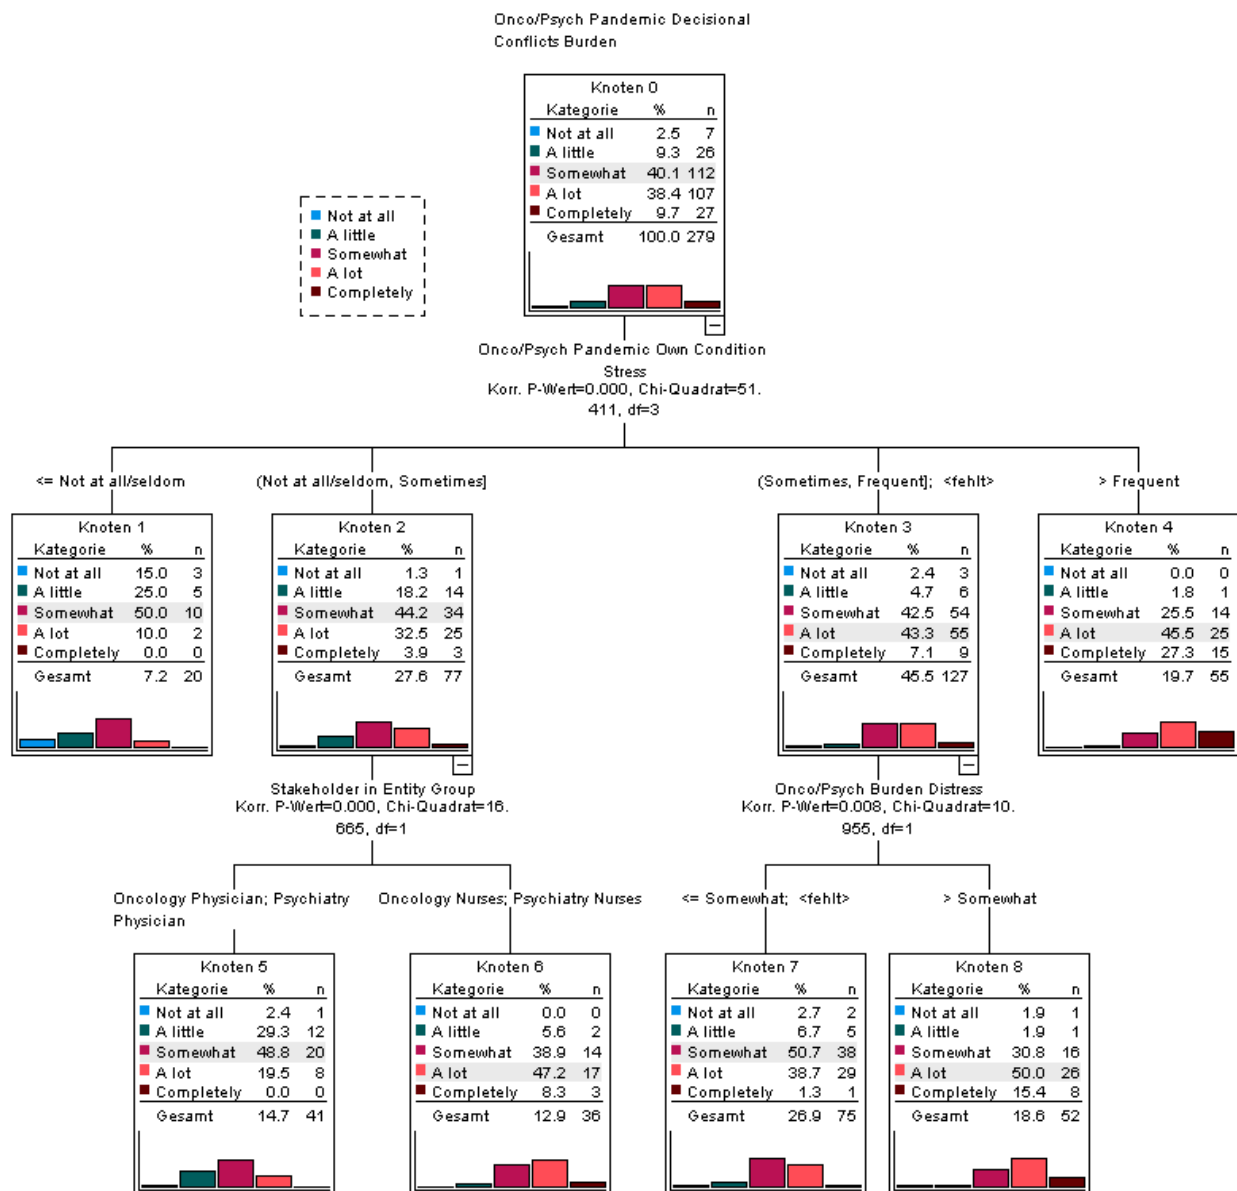 Onco/Psych Pandemic Decisional
Conflicts Burden
Knoten 0
Kategorie % n
Not at all 2.5 7
A little 9.3 26
Somewhat 40.1 112
A lot 38.4 107
Completely 9.7 27
Gesamt 100.0 279
Not at all
A little
Somewhat
A lot
Completely
Onco/Psych Pandemic Own Condition
Stress
Korr. P-Wert=0.000, Chi-Quadrat=51.
411, df=3
<= Not at all/seldom
(Not at all/seldom, Sometimes]
(Sometimes, Frequent]; <fehlt>
> Frequent
Knoten 1
Kategorie % n
Not at all 15.0 3
A little 25.0 5
Somewhat 50.0 10
A lot 10.0 2
Completely 0.0 0
Gesamt 7.2 20
Knoten 2
Kategorie % n
Not at all 1.3 1
A little 18.2 14
Somewhat 44.2 34
A lot 32.5 25
Completely 3.9 3
Gesamt 27.6 77
Knoten 3
Kategorie % n
Not at all 2.4 3
A little 4.7 6
Somewhat 42.5 54
A lot 43.3 55
Completely 7.1 9
Gesamt 45.5 127
Knoten 4
Kategorie % n
Not at all 0.0 0
A little 1.8 1
Somewhat 25.5 14
A lot 45.5 25
Completely 27.3 15
Gesamt 19.7 55
Stakeholder in Entity Group
Korr. P-Wert=0.000, Chi-Quadrat=16.
665, df=1
Onco/Psych Burden Distress
Korr. P-Wert=0.008, Chi-Quadrat=10.
955, df=1
Oncology Physician; Psychiatry
Physician
Oncology Nurses; Psychiatry Nurses
<= Somewhat; <fehlt>
> Somewhat
Knoten 5
Kategorie % n
Not at all 2.4 1
A little 29.3 12
Somewhat 48.8 20
A lot 19.5 8
Completely 0.0 0
Gesamt 14.7 41
Knoten 6
Kategorie % n
Not at all 0.0 0
A little 5.6 2
Somewhat 38.9 14
A lot 47.2 17
Completely 8.3 3
Gesamt 12.9 36
Knoten 7
Kategorie % n
Not at all 2.7 2
A little 6.7 5
Somewhat 50.7 38
A lot 38.7 29
Completely 1.3 1
Gesamt 26.9 75
Knoten 8
Kategorie % n
Not at all 1.9 1
A little 1.9 1
Somewhat 30.8 16
A lot 50.0 26
Completely 15.4 8
Gesamt 18.6 52